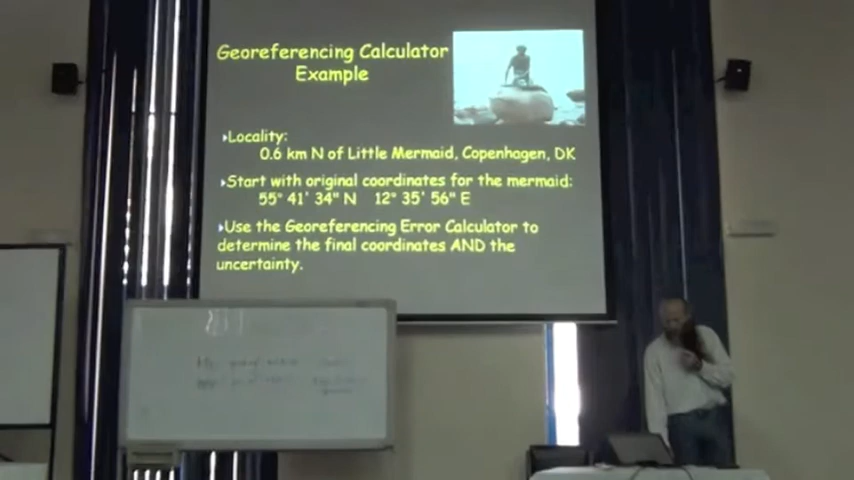 Georeferencing Calculator
Example
Locality:
0.6 km N of Little Mermaid, Copenhagen, DK
Start with original coordinates for the mermaid:
55° 41' 34" N 12° 35' 56" E
Use the Georeferencing Error Calculator to
determine the final coordinates AND the
uncertainty.